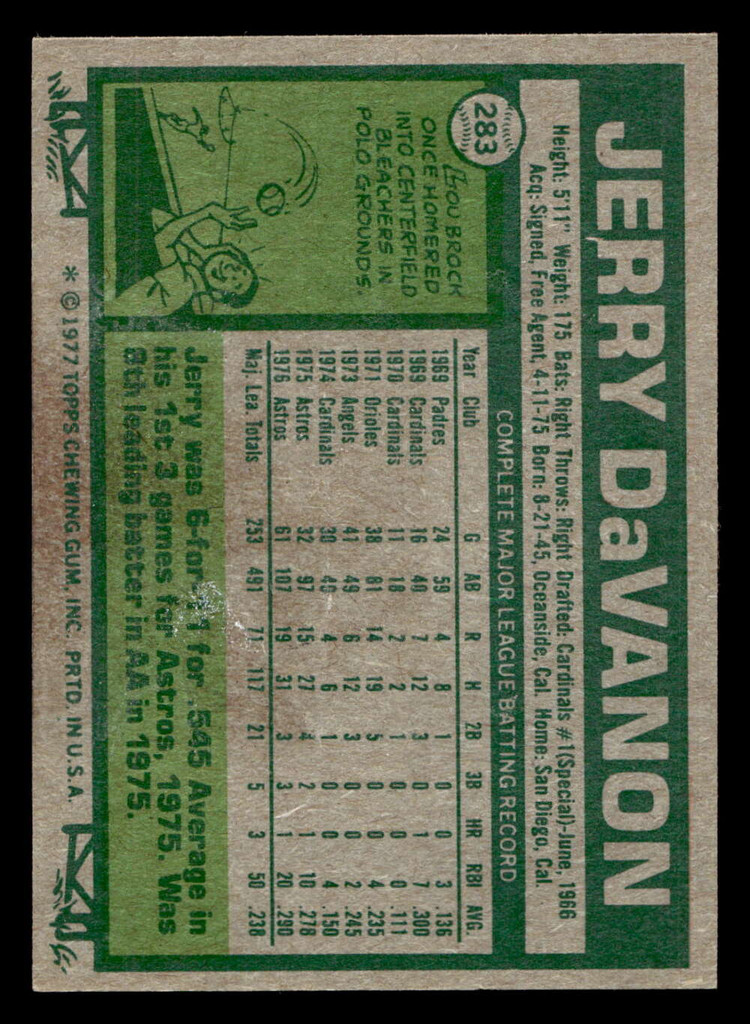 JERRY DaVANON
283
Height: 5'11" Weight: 175 Bats: Right Throws: Right Drafted: Cardinals #1(Special)-June, 1966
Acq: Signed, Free Agent, 4-11-75 Born: 8-21-45, Oceanside, Cal. Home: San Diego, Cal.
LOU BROCK
ONCE HOMERED
INTO CENTERFIELD
BLEACHERS IN
POLO GROUNDS.
COMPLETE MAJOR LEAGUE BATTING RECORD
Year Club G AB R H 2B 3B HR RBI AVG.
1969 Padres 24 59 4 8 1 0 0 3 .136
1969 Cardinals 16 40 7 12 3 0 1 7 .300
1970 Cardinals 11 18 2 2 1 0 0 0 .111
1971 Orioles 38 81 14 19 5 0 0 4 .235
1973 Angels 41 49 6 12 3 0 0 2 .245
1974 Cardinals 30 40 4 6 1 0 0 4 .150
1975 Astros 32 97 15 27 4 2 1 10 .278
1976 Astros 61 107 19 31 3 3 1 20 .290
Maj. Lea. Totals 253 491 71 117 21 5 3 50 .238
Jerry was 6-for-11 for .545 Average in
his 1st 3 games for Astros, 1975. Was
8th leading batter in AA in 1975.
* © 1977 TOPPS CHEWING GUM, INC. PRTD. IN U.S.A.